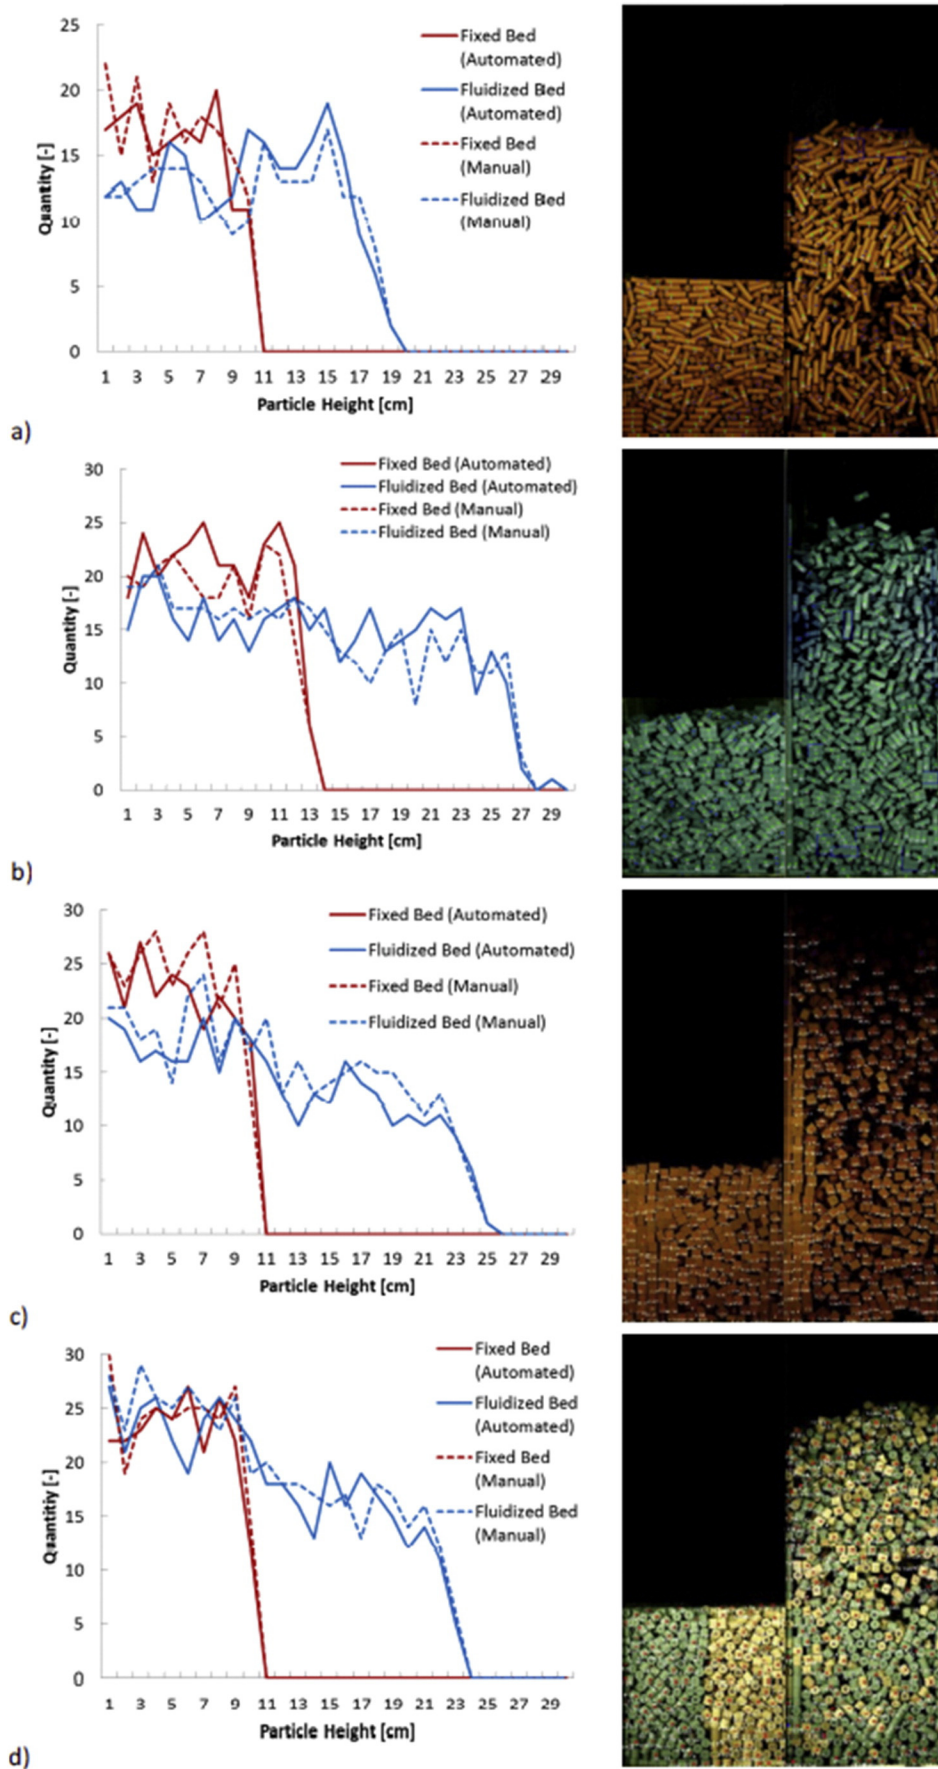 25
20
15
10
5
0
Quantity [-]
1 3 5 7 9 11 13 15 17 19 21 23 25 27 29
Particle Height [cm]
Fixed Bed
(Automated)
Fluidized Bed
(Automated)
Fixed Bed
(Manual)
Fluidized Bed
(Manual)
a)
30
25
20
15
10
5
0
Quantity [-]
1 3 5 7 9 11 13 15 17 19 21 23 25 27 29
Particle Height [cm]
Fixed Bed (Automated)
Fluidized Bed (Automated)
Fixed Bed (Manual)
Fluidized Bed (Manual)
b)
30
25
20
15
10
5
0
Quantity [-]
1 3 5 7 9 11 13 15 17 19 21 23 25 27 29
Particle Height [cm]
Fixed Bed (Automated)
Fluidized Bed (Automated)
Fixed Bed (Manual)
Fluidized Bed (Manual)
c)
30
25
20
15
10
5
0
Quantitiy [-]
1 3 5 7 9 11 13 15 17 19 21 23 25 27 29
Particle Height [cm]
Fixed Bed
(Automated)
Fluidized Bed
(Automated)
Fixed Bed
(Manual)
Fluidized Bed
(Manual)
d)